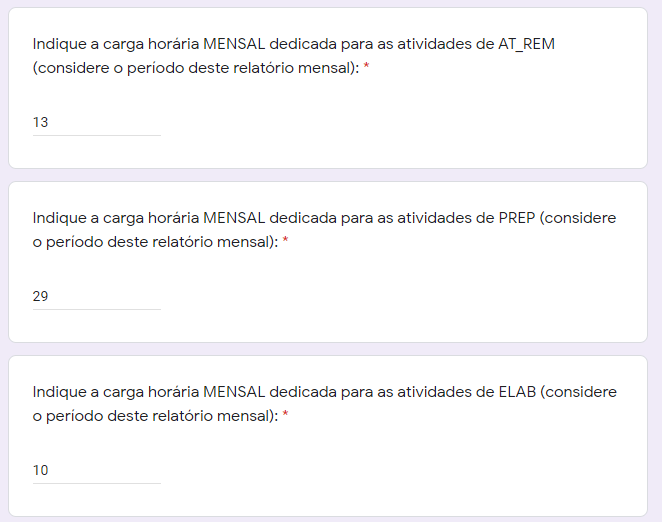 Indique a carga horária MENSAL dedicada para as atividades de AT_REM
(considere o período deste relatório mensal): *
13
Indique a carga horária MENSAL dedicada para as atividades de PREP (considere
o período deste relatório mensal): *
29
Indique a carga horária MENSAL dedicada para as atividades de ELAB (considere
o período deste relatório mensal): *
10